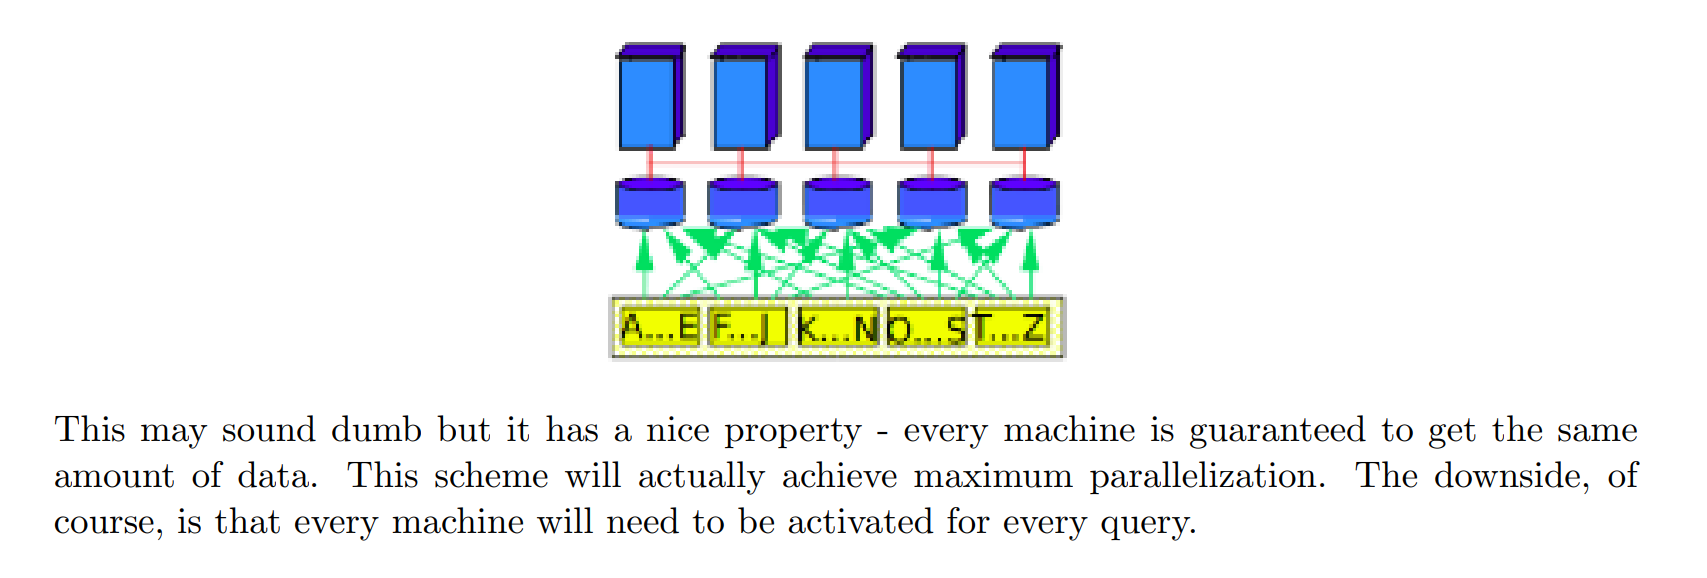 A...E F...J K...N O...S T...Z
This may sound dumb but it has a nice property - every machine is guaranteed to get the same
amount of data. This scheme will actually achieve maximum parallelization. The downside, of
course, is that every machine will need to be activated for every query.